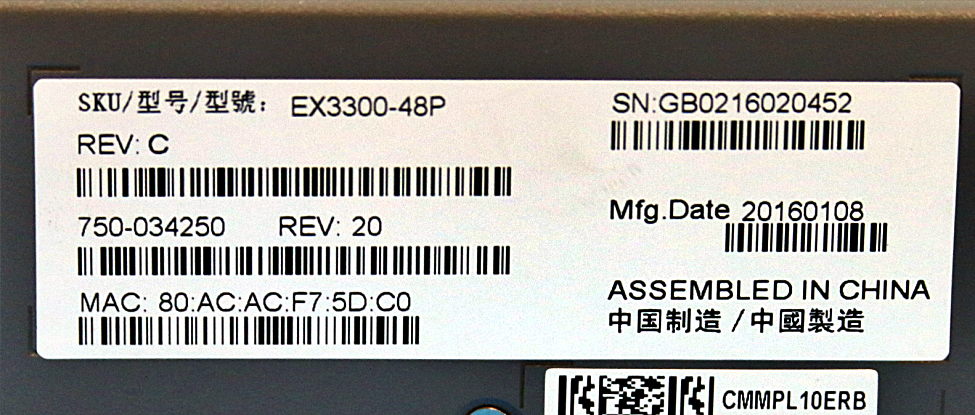 SKU/型号/型號: EX3300-48P
REV: C
750-034250 REV: 20
MAC: 80:AC:AC:F7:5D:C0
SN:GB0216020452
Mfg.Date 20160108
ASSEMBLED IN CHINA
中国制造 / 中國製造
CMMPL10ERB